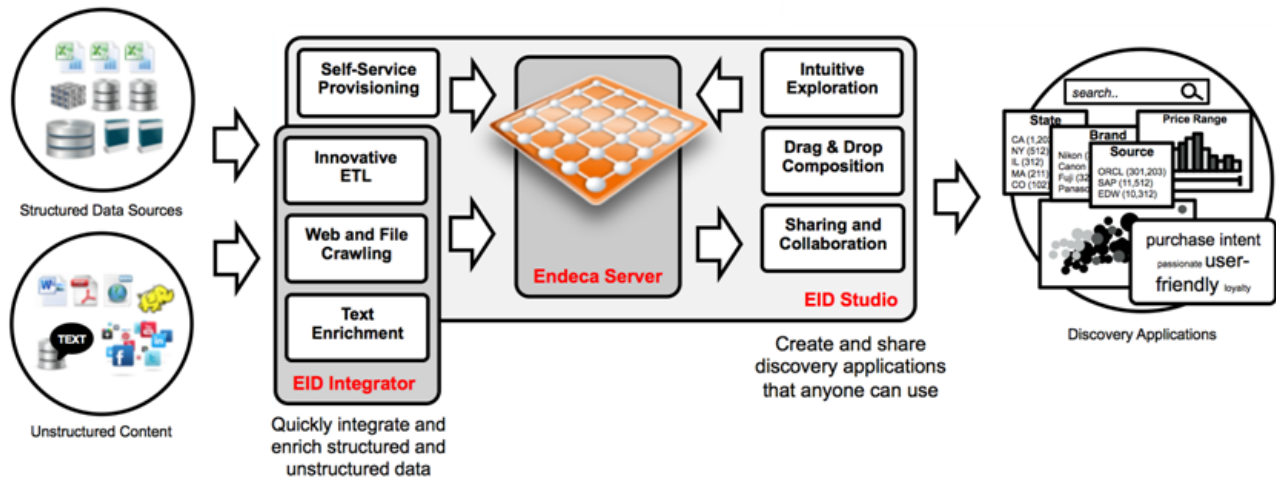 Structured Data Sources
TEXT
Unstructured Content
Self-Service
Provisioning
Innovative
ETL
Web and File
Crawling
Text
Enrichment
EID Integrator
Quickly integrate and
enrich structured and
unstructured data
Endeca Server
Intuitive
Exploration
Drag & Drop
Composition
Sharing and
Collaboration
EID Studio
Create and share
discovery applications
that anyone can use
search..
State
CA (1,20
NY (512)
IL (312)
MA (211)
CO (102)
Brand
Nikon (
Canon
Fuji (32
Panaso
Source
ORCL (301,203)
SAP (11,512)
EDW (10,312)
Price Range
purchase intent
passionate user-
friendly loyalty
Discovery Applications